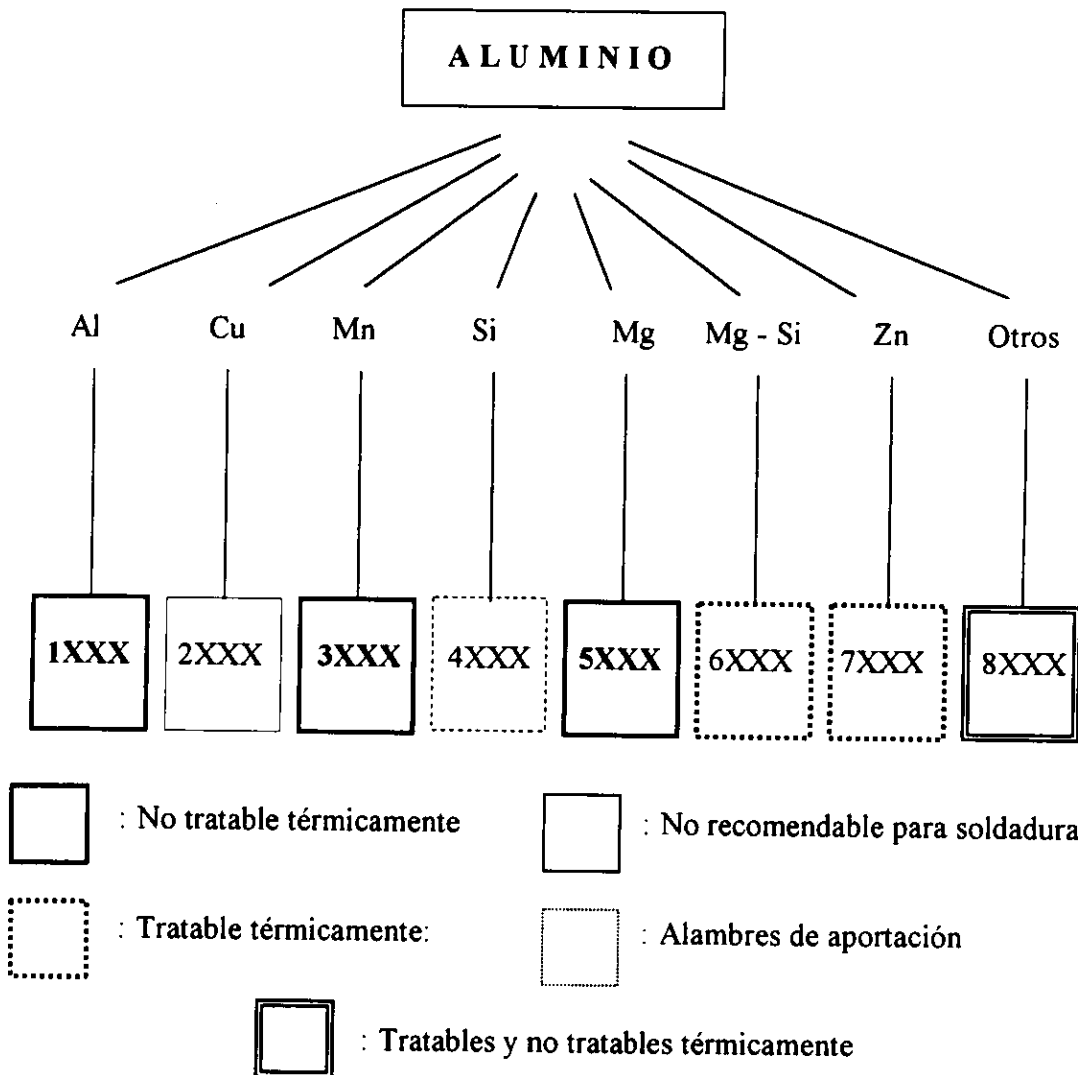 ALUMINIO
Al Cu Mn Si Mg Mg - Si Zn Otros
1XXX 2XXX 3XXX 4XXX 5XXX 6XXX 7XXX 8XXX
: No tratable térmicamente
: No recomendable para soldadura
: Tratable térmicamente:
: Alambres de aportación
: Tratables y no tratables térmicamente